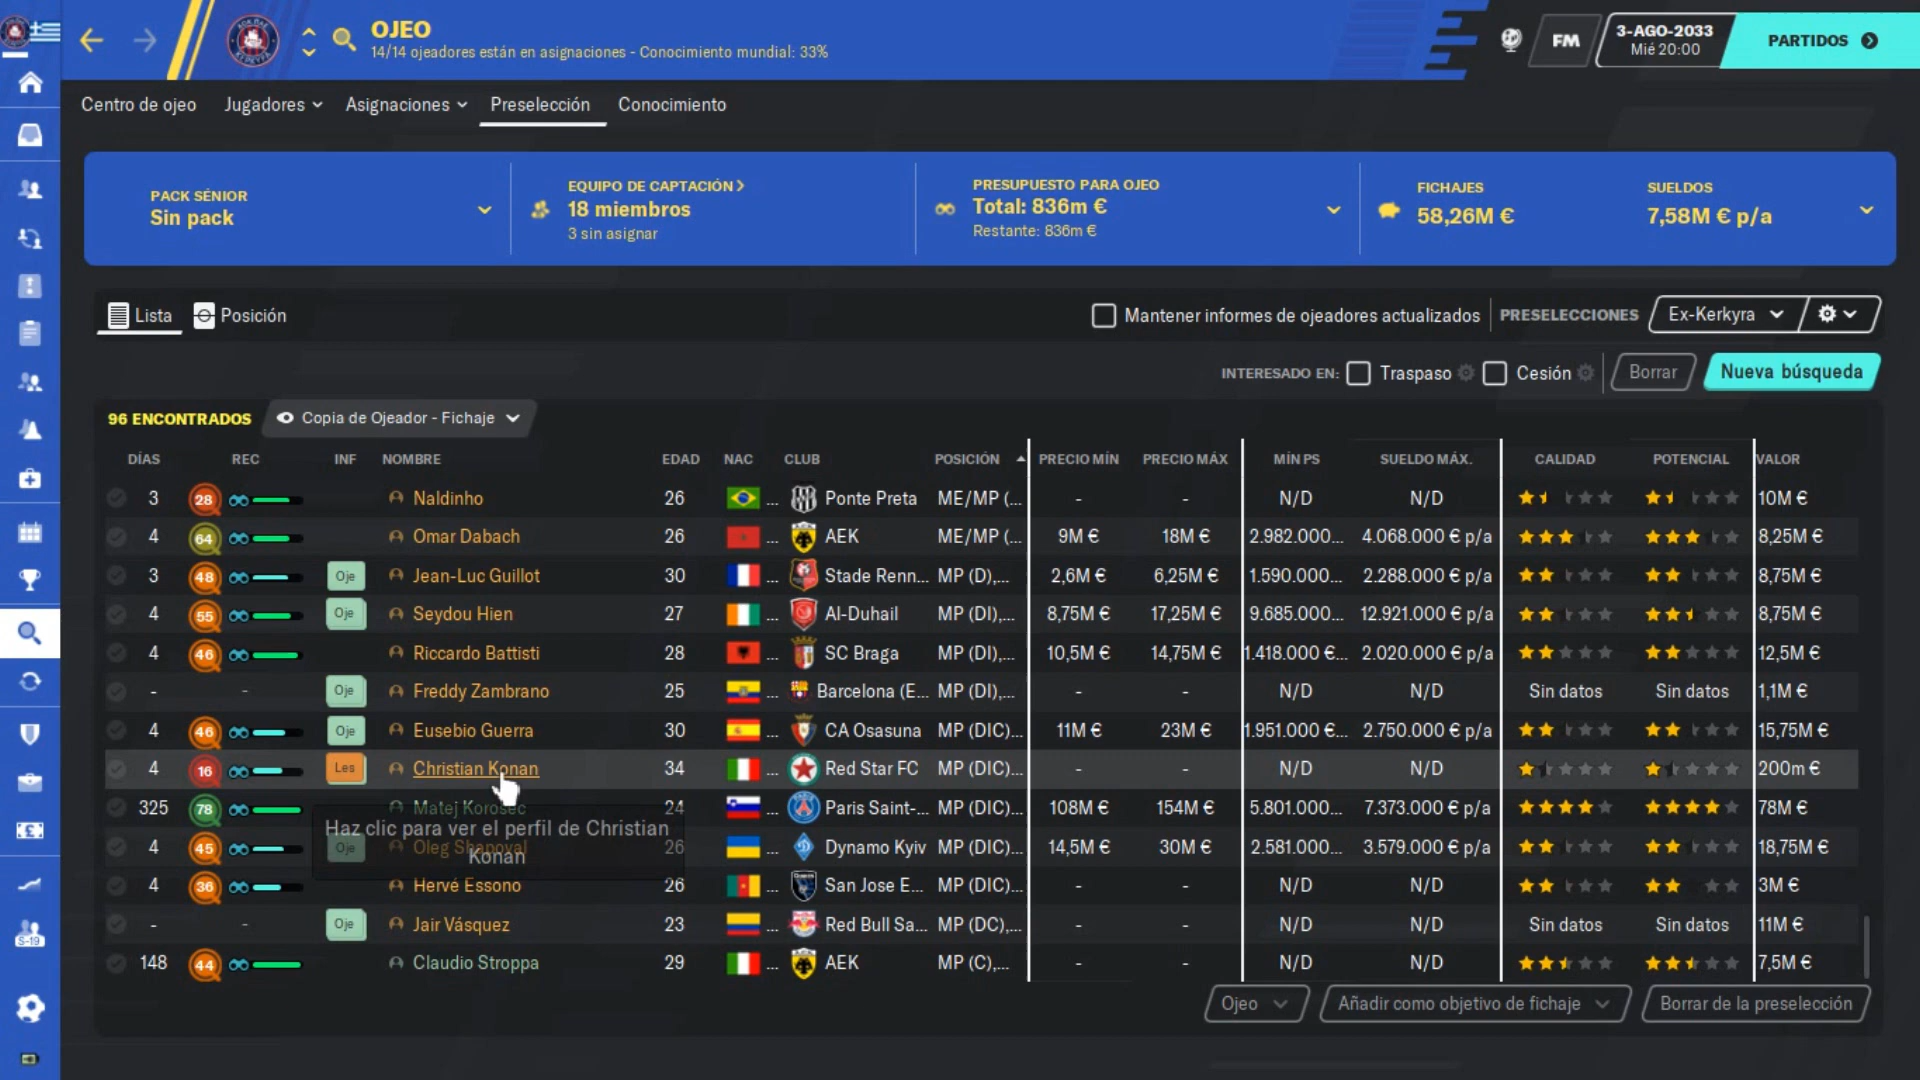 OJEO
14/14 ojeadores están en asignaciones - Conocimiento mundial: 33%
FM
3-AGO-2033
Mié 20:00
PARTIDOS
Centro de ojeo Jugadores Asignaciones Preselección Conocimiento
PACK SÉNIOR
Sin pack
EQUIPO DE CAPTACIÓN
18 miembros
3 sin asignar
PRESUPUESTO PARA OJEO
Total: 836m €
Restante: 836m €
FICHAJES
58,26M €
SUELDOS
7,58M € p/a
Lista Posición
Mantener informes de ojeadores actualizados PRESELECCIONES Ex-Kerkyra
INTERESADO EN: Traspaso Cesión Borrar Nueva búsqueda
96 ENCONTRADOS Copia de Ojeador - Fichaje
DÍAS REC INF NOMBRE EDAD NAC CLUB POSICIÓN PRECIO MÍN PRECIO MÁX MÍN PS SUELDO MÁX. CALIDAD POTENCIAL VALOR
3 28 Naldinho 26 ... Ponte Preta ME/MP (... - - N/D N/D 10M €
4 64 Omar Dabach 26 ... AEK ME/MP (... 9M € 18M € 2.982.000... 4.068.000 € p/a 8,25M €
3 48 Oje Jean-Luc Guillot 30 ... Stade Renn... MP (D),... 2,6M € 6,25M € 1.590.000... 2.288.000 € p/a 8,75M €
4 55 Oje Seydou Hien 27 ... Al-Duhail MP (DI),... 8,75M € 17,25M € 9.685.000... 12.921.000 € p/a 8,75M €
4 46 Riccardo Battisti 28 ... SC Braga MP (DI),... 10,5M € 14,75M € 1.418.000 €... 2.020.000 € p/a 12,5M €
- - Oje Freddy Zambrano 25 ... Barcelona (E... MP (DI),... - - N/D N/D Sin datos Sin datos 1,1M €
4 46 Oje Eusebio Guerra 30 ... CA Osasuna MP (DIC)... 11M € 23M € 1.951.000 €... 2.750.000 € p/a 15,75M €
4 16 Les Christian Konan 34 ... Red Star FC MP (DIC)... - - N/D N/D 200m €
325 78 Matej Korosec 24 ... Paris Saint-... MP (DIC)... 108M € 154M € 5.801.000... 7.373.000 € p/a 78M €
Haz clic para ver el perfil de Christian
Konan
4 45 Oje Oleg Shapoval 26 ... Dynamo Kyiv MP (DIC)... 14,5M € 30M € 2.581.000... 3.579.000 € p/a 18,75M €
4 36 Hervé Essono 26 ... San Jose E... MP (DIC)... - - N/D N/D 3M €
- - Oje Jair Vásquez 23 ... Red Bull Sa... MP (DC),... - - N/D N/D Sin datos Sin datos 11M €
148 44 Claudio Stroppa 29 ... AEK MP (C),... - - N/D N/D 7,5M €
Ojeo Añadir como objetivo de fichaje Borrar de la preselección
S-19